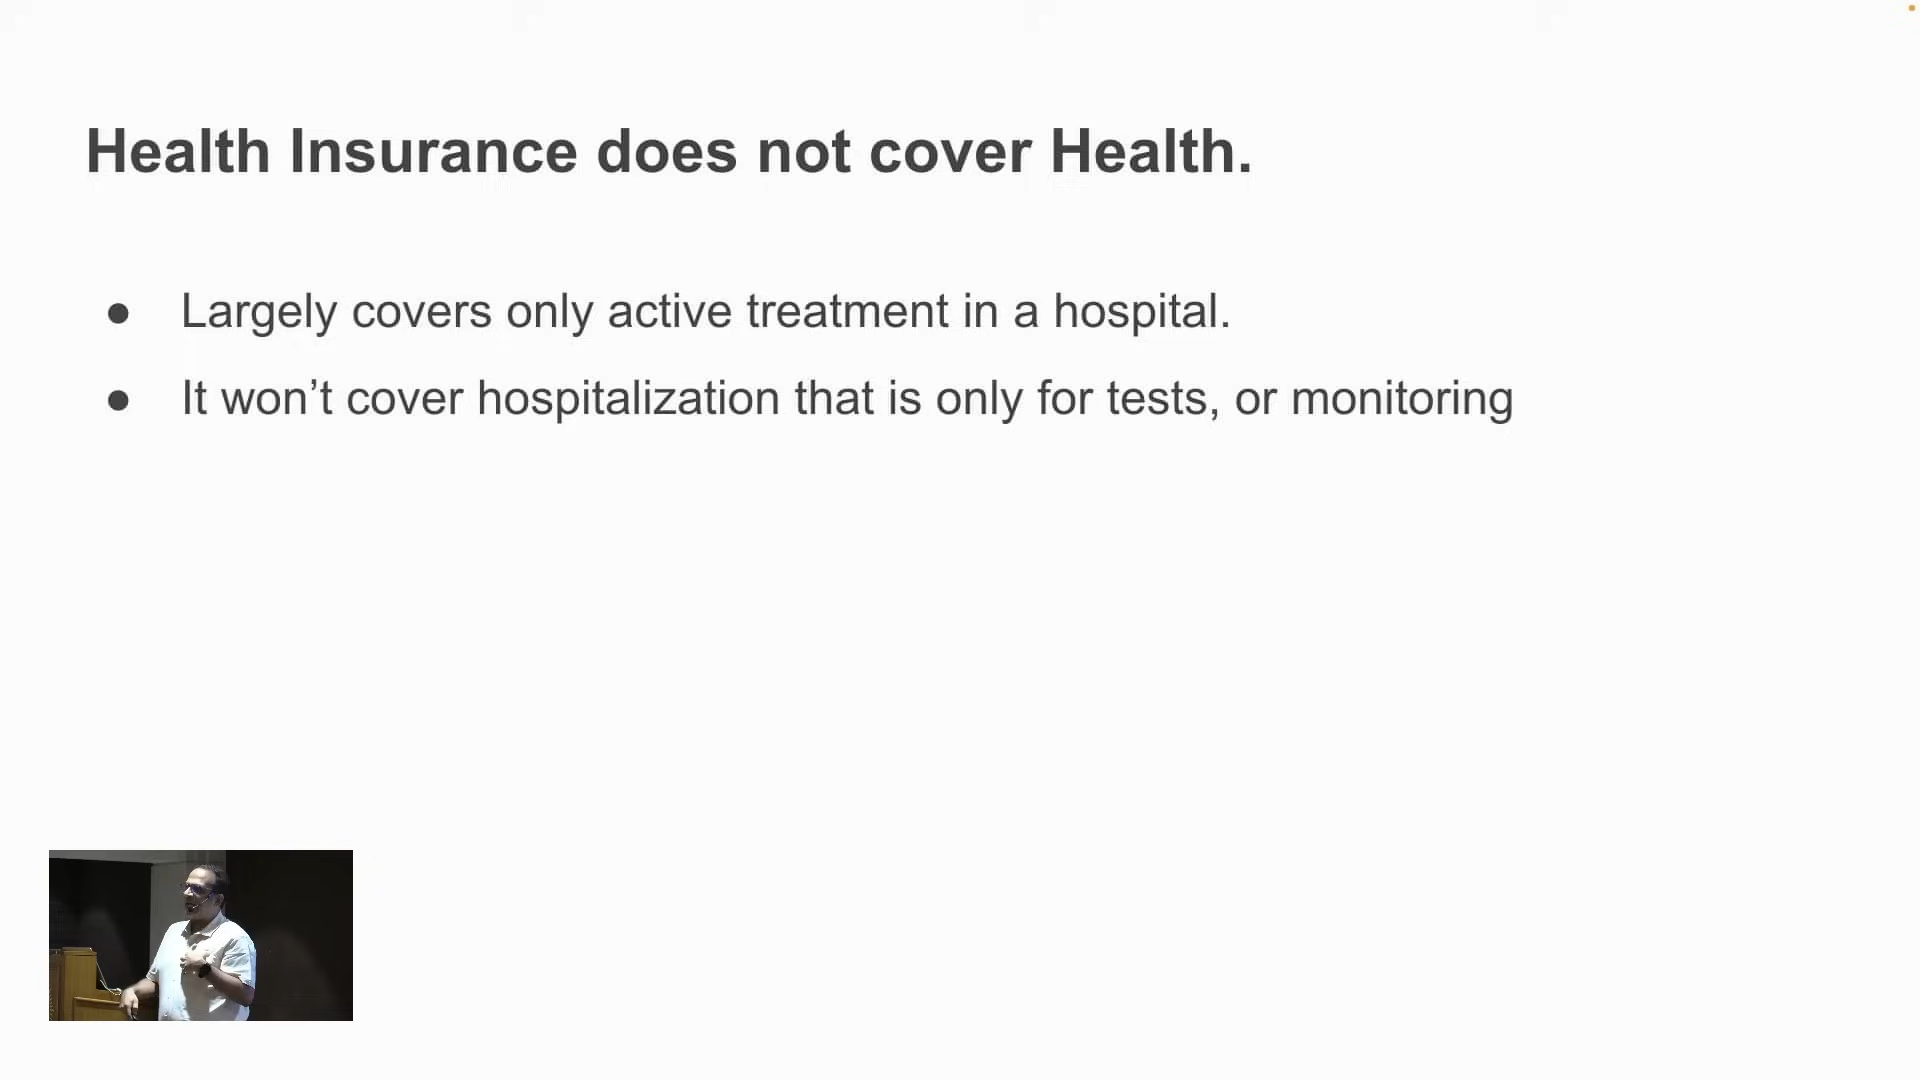 Health Insurance does not cover Health.
● Largely covers only active treatment in a hospital.
● It won’t cover hospitalization that is only for tests, or monitoring